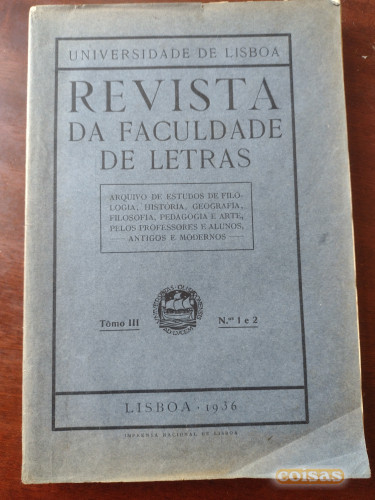 UNIVERSIDADE DE LISBOA
REVISTA
DA FACULDADE
DE LETRAS
ARQUIVO DE ESTUDOS DE FILO-
LOGIA, HISTORIA, GEOGRAFIA,
FILOSOFIA, PEDAGOGIA E ARTE,
PELOS PROFESSORES E ALUNOS,
ANTIGOS E MODERNOS —
Tômo III
N.os 1 e 2
LISBOA - 1936
IMPRENSA NACIONAL DE LISBOA
coisas